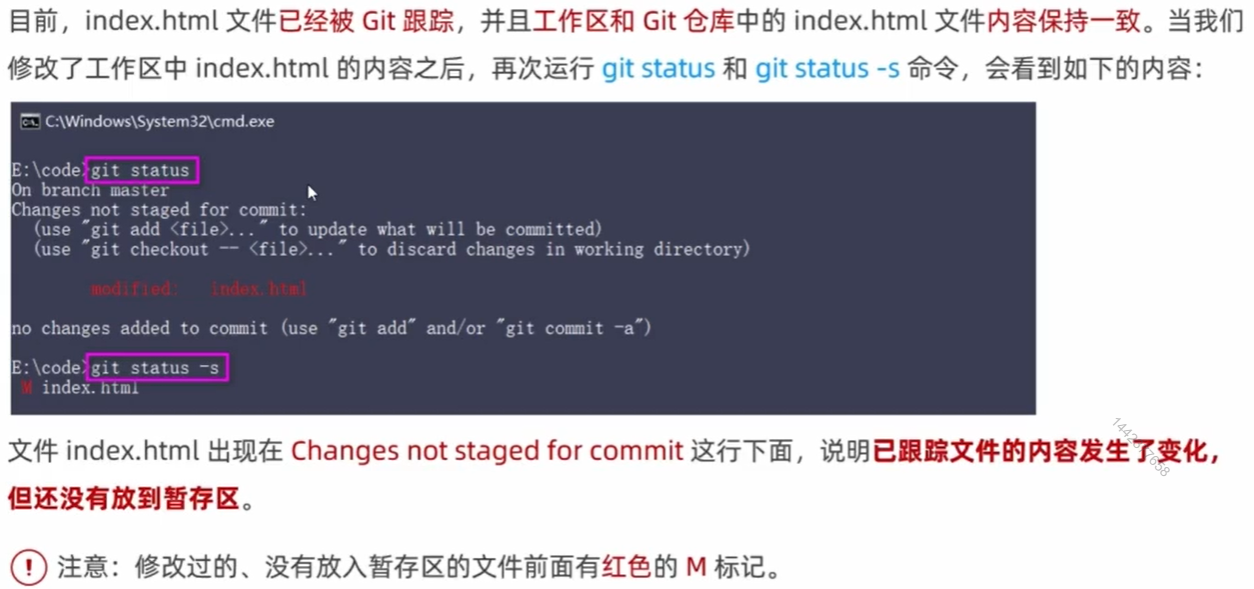 目前，index.html 文件已经被 Git 跟踪，并且工作区和 Git 仓库中的 index.html 文件内容保持一致。当我们
修改了工作区中 index.html 的内容之后，再次运行 git status 和 git status -s 命令，会看到如下的内容：
C:\Windows\System32\cmd.exe
E:\code>git status
On branch master
Changes not staged for commit:
(use "git add <file>..." to update what will be committed)
(use "git checkout -- <file>..." to discard changes in working directory)
modified: index.html
no changes added to commit (use "git add" and/or "git commit -a")
E:\code>git status -s
M index.html
文件 index.html 出现在 Changes not staged for commit 这行下面，说明已跟踪文件的内容发生了变化，
但还没有放到暂存区。
! 注意：修改过的、没有放入暂存区的文件前面有红色的 M 标记。